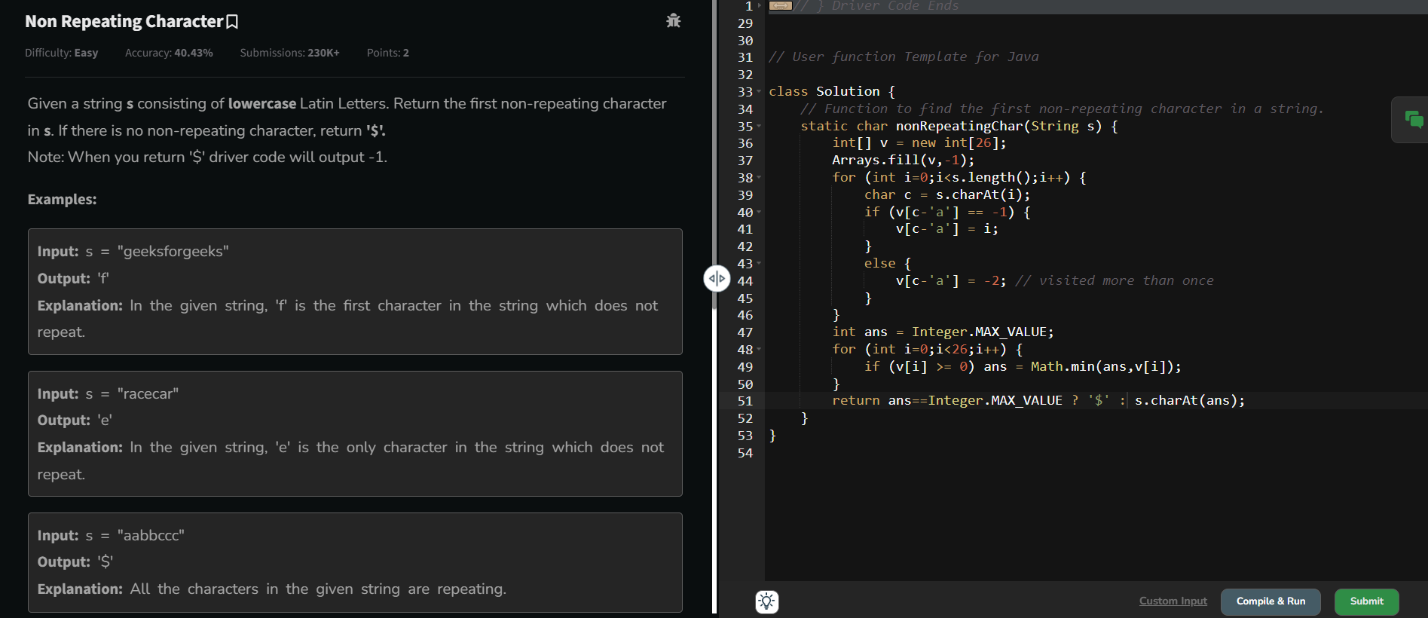 Non Repeating Character
Difficulty: Easy Accuracy: 40.43% Submissions: 230K+ Points: 2
Given a string s consisting of lowercase Latin Letters. Return the first non-repeating character
in s. If there is no non-repeating character, return '$'.
Note: When you return '$' driver code will output -1.
Examples:
Input: s = "geeksforgeeks"
Output: 'f'
Explanation: In the given string, 'f' is the first character in the string which does not
repeat.
Input: s = "racecar"
Output: 'e'
Explanation: In the given string, 'e' is the only character in the string which does not
repeat.
Input: s = "aabbccc"
Output: '$'
Explanation: All the characters in the given string are repeating.
1 // } Driver Code Ends
29
30
31 // User function Template for Java
32
33 class Solution {
34 // Function to find the first non-repeating character in a string.
35 static char nonRepeatingChar(String s) {
36 int[] v = new int[26];
37 Arrays.fill(v,-1);
38 for (int i=0;i<s.length();i++) {
39 char c = s.charAt(i);
40 if (v[c-'a'] == -1) {
41 v[c-'a'] = i;
42 }
43 else {
44 v[c-'a'] = -2; // visited more than once
45 }
46 }
47 int ans = Integer.MAX_VALUE;
48 for (int i=0;i<26;i++) {
49 if (v[i] >= 0) ans = Math.min(ans,v[i]);
50 }
51 return ans==Integer.MAX_VALUE ? '$' : s.charAt(ans);
52 }
53 }
54
Custom Input Compile & Run Submit